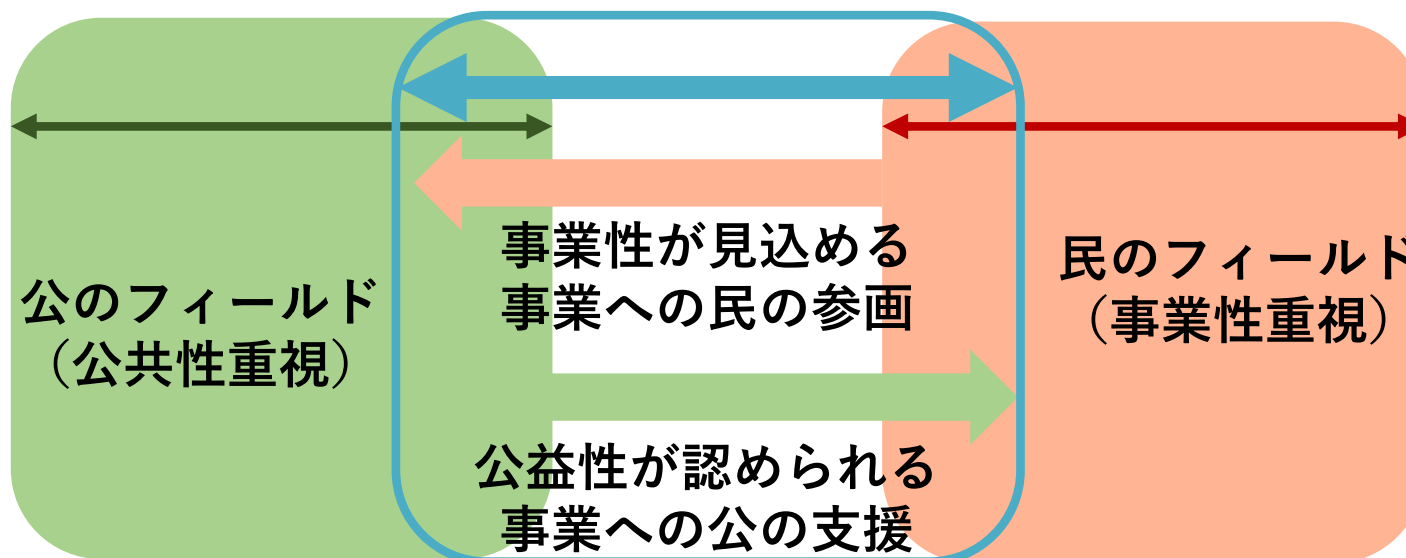 公のフィールド
（公共性重視）
事業性が見込める
事業への民の参画
公益性が認められる
事業への公の支援
民のフィールド
（事業性重視）